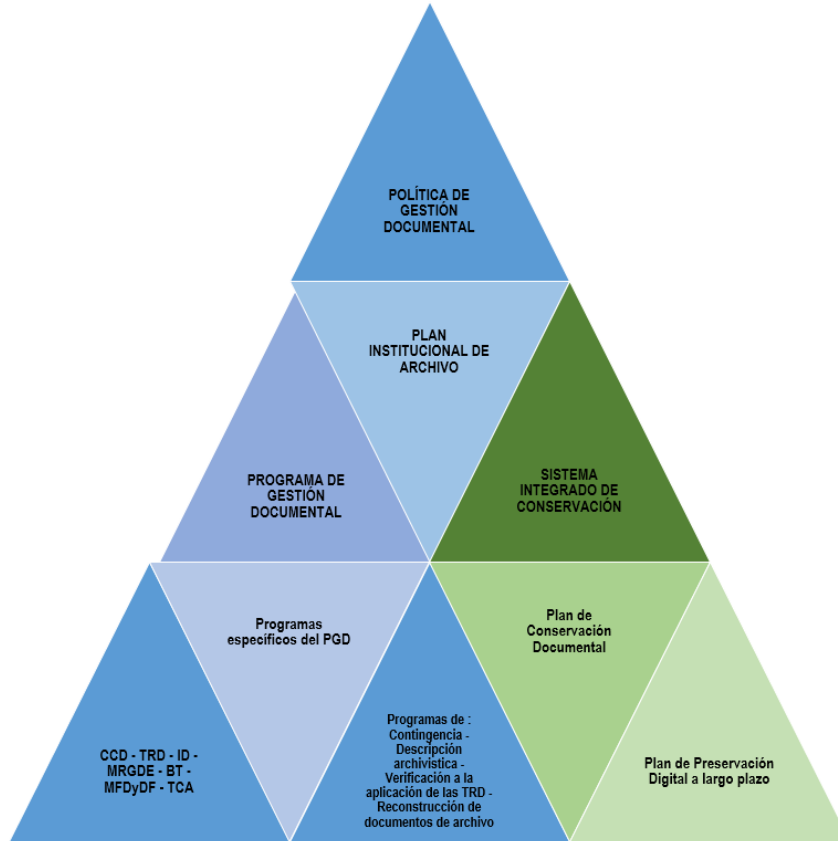 POLÍTICA DE
GESTIÓN
DOCUMENTAL
PLAN
INSTITUCIONAL DE
ARCHIVO
PROGRAMA DE
GESTIÓN
DOCUMENTAL
SISTEMA
INTEGRADO DE
CONSERVACIÓN
Programas
específicos del PGD
Plan de
Conservación
Documental
CCD - TRD - ID -
MRGDE - BT -
MFDyDF - TCA
Programas de :
Contingencia -
Descripción
archivística -
Verificación a la
aplicación de las TRD -
Reconstrucción de
documentos de archivo
Plan de Preservación
Digital a largo plazo